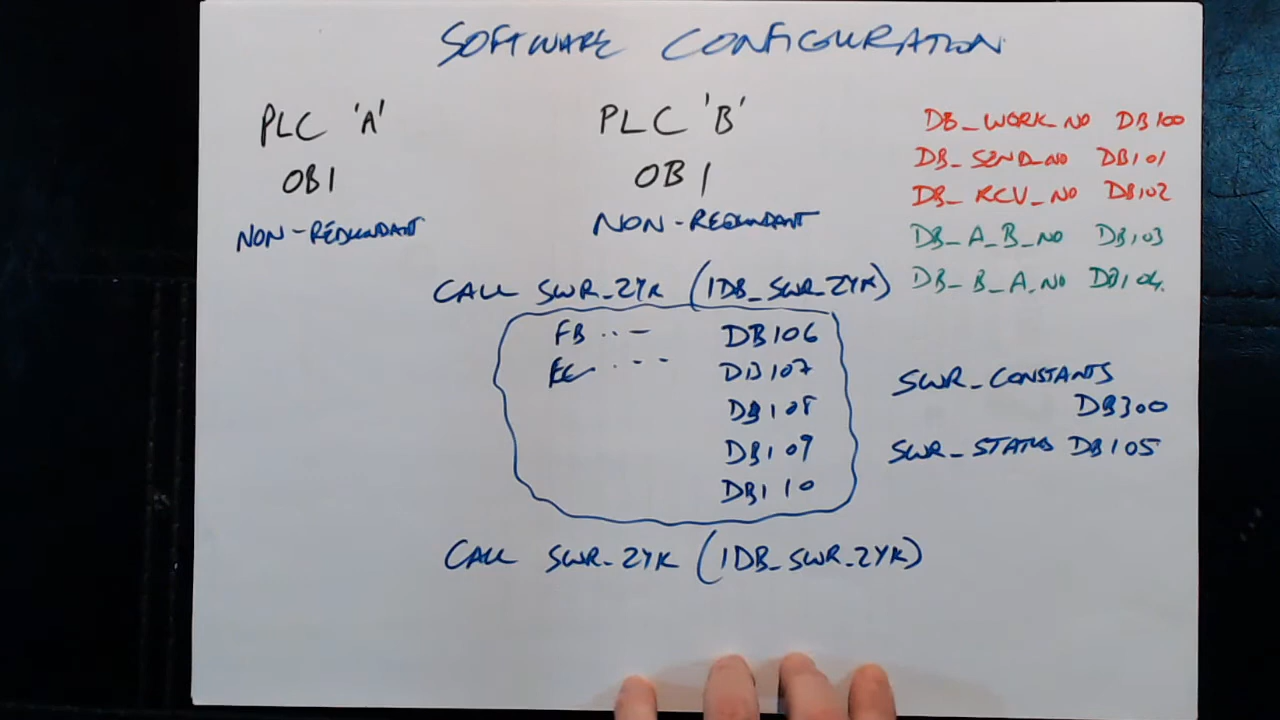 SOFTWARE CONFIGURATION
PLC 'A'
OB1
NON-REDUNDANT
PLC 'B'
OB1
NON-REDUNDANT
DB_WORK_NO DB100
DB_SEND_NO DB101
DB_RCV_NO DB102
DB_A_B_NO DB103
DB_B_A_NO DB104.
CALL SWR_ZYK (IDB_SWR_ZYK)
FB ..- DB106
... DB107
DB108
DB109
DB110
SWR_CONSTANTS
DB300
SWR_STATUS DB105
CALL SWR_ZYK (IDB_SWR_ZYK)